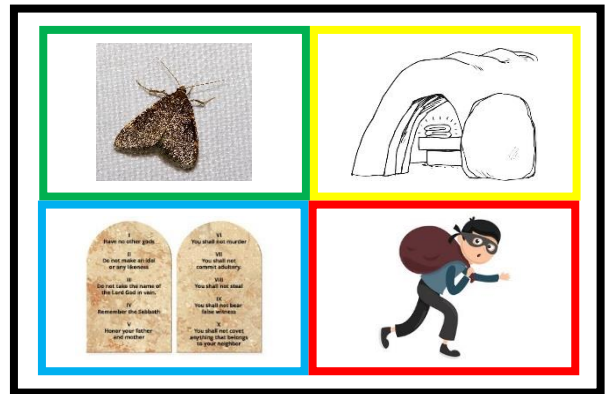 I
Have no other gods
II
Do not make an idol
or any likeness
III
Do not take the name of
the Lord God in vain.
IV
Remember the Sabbath
V
Honor your father
and mother
VI
You shall not murder
VII
You shall not
commit adultery
VIII
You shall not steal
IX
You shall not bear
false witness
X
You shall not covet
anything that belongs
to your neighbor